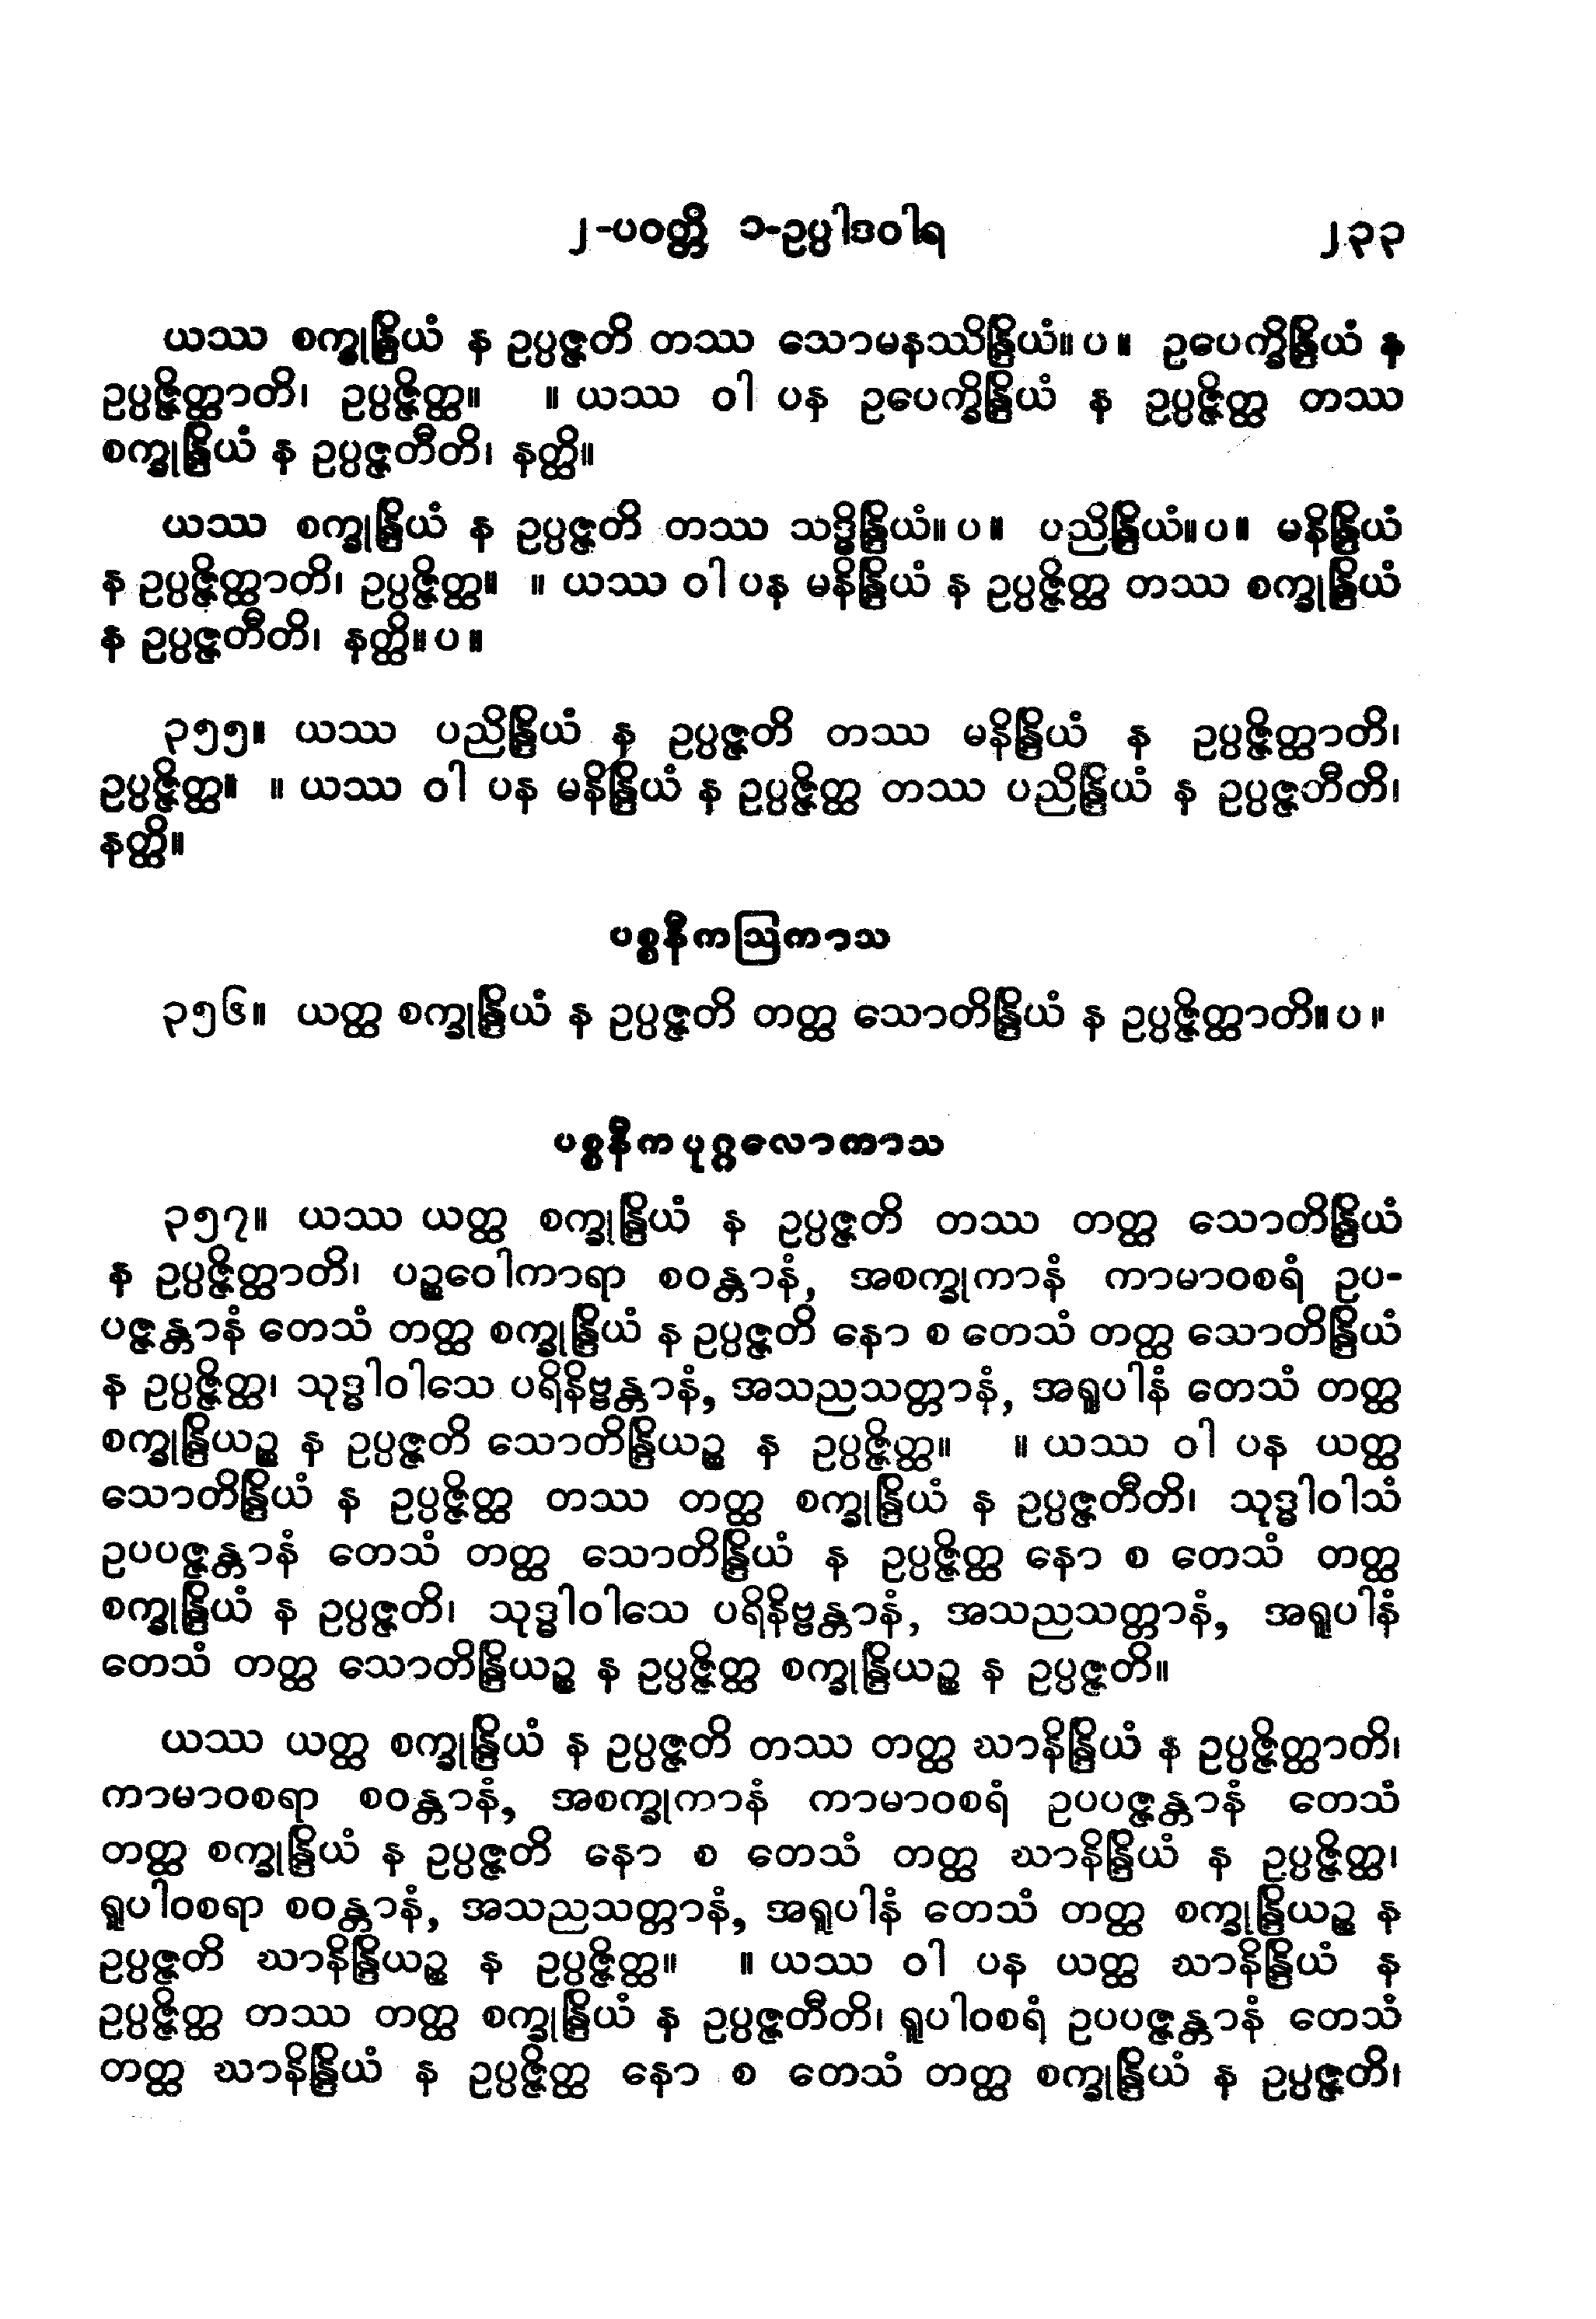 ၂-ပဝတ္တိ ၁-ဥပ္ပါဒဝါရ ၂၃၃
ယဿ စက္ခုန္ဒြိယံ န ဥပ္ပဇ္ဇတိ တဿ သောမနဿိန္ဒြိယံ။ပ။ ဥပေက္ခိန္ဒြိယံ န
ဥပ္ပဇ္ဇိတ္ထာတိ၊ ဥပ္ပဇ္ဇိတ္ထ။ ။ ယဿ ဝါ ပန ဥပေက္ခိန္ဒြိယံ န ဥပ္ပဇ္ဇိတ္ထ တဿ
စက္ခုန္ဒြိယံ န ဥပ္ပဇ္ဇတီတိ၊ နတ္ထိ။
ယဿ စက္ခုန္ဒြိယံ န ဥပ္ပဇ္ဇတိ တဿ သဒ္ဓိန္ဒြိယံ။ပ။ ပညိန္ဒြိယံ။ပ။ မနိန္ဒြိယံ
န ဥပ္ပဇ္ဇိတ္ထာတိ၊ ဥပ္ပဇ္ဇိတ္ထ။ ။ ယဿ ဝါ ပန မနိန္ဒြိယံ န ဥပ္ပဇ္ဇိတ္ထ တဿ စက္ခုန္ဒြိယံ
န ဥပ္ပဇ္ဇတီတိ၊ နတ္ထိ။ပ။
၃၅၅။ ယဿ ပညိန္ဒြိယံ န ဥပ္ပဇ္ဇတိ တဿ မနိန္ဒြိယံ န ဥပ္ပဇ္ဇိတ္ထာတိ၊
ဥပ္ပဇ္ဇိတ္ထ။ ။ ယဿ ဝါ ပန မနိန္ဒြိယံ န ဥပ္ပဇ္ဇိတ္ထ တဿ ပညိန္ဒြိယံ န ဥပ္ပဇ္ဇတီတိ၊
နတ္ထိ။
ပစ္စနီကဩကာသ
၃၅၆။ ယတ္ထ စက္ခုန္ဒြိယံ န ဥပ္ပဇ္ဇတိ တတ္ထ သောတိန္ဒြိယံ န ဥပ္ပဇ္ဇိတ္ထာတိ။ပ။
ပစ္စနီကပုဂ္ဂလောကာသ
၃၅၇။ ယဿ ယတ္ထ စက္ခုန္ဒြိယံ န ဥပ္ပဇ္ဇတိ တဿ တတ္ထ သောတိန္ဒြိယံ
န ဥပ္ပဇ္ဇိတ္ထာတိ၊ ပဉ္စဝေါကာရာ စဝန္တာနံ, အစက္ခုကာနံ ကာမာဝစရံ ဥပ-
ပဇ္ဇန္တာနံ တေသံ တတ္ထ စက္ခုန္ဒြိယံ န ဥပ္ပဇ္ဇတိ နော စ တေသံ တတ္ထ သောတိန္ဒြိယံ
န ဥပ္ပဇ္ဇိတ္ထ၊ သုဒ္ဓါဝါသေ ပရိနိဗ္ဗန္တာနံ, အသညသတ္တာနံ, အရူပါနံ တေသံ တတ္ထ
စက္ခုန္ဒြိယဉ္စ န ဥပ္ပဇ္ဇတိ သောတိန္ဒြိယဉ္စ န ဥပ္ပဇ္ဇိတ္ထ။ ။ ယဿ ဝါ ပန ယတ္ထ
သောတိန္ဒြိယံ န ဥပ္ပဇ္ဇိတ္ထ တဿ တတ္ထ စက္ခုန္ဒြိယံ န ဥပ္ပဇ္ဇတီတိ၊ သုဒ္ဓါဝါသံ
ဥပပဇ္ဇန္တာနံ တေသံ တတ္ထ သောတိန္ဒြိယံ န ဥပ္ပဇ္ဇိတ္ထ နော စ တေသံ တတ္ထ
စက္ခုန္ဒြိယံ န ဥပ္ပဇ္ဇတိ၊ သုဒ္ဓါဝါသေ ပရိနိဗ္ဗန္တာနံ, အသညသတ္တာနံ, အရူပါနံ
တေသံ တတ္ထ သောတိန္ဒြိယဉ္စ န ဥပ္ပဇ္ဇိတ္ထ စက္ခုန္ဒြိယဉ္စ န ဥပ္ပဇ္ဇတိ။
ယဿ ယတ္ထ စက္ခုန္ဒြိယံ န ဥပ္ပဇ္ဇတိ တဿ တတ္ထ ဃာနိန္ဒြိယံ န ဥပ္ပဇ္ဇိတ္ထာတိ၊
ကာမာဝစရာ စဝန္တာနံ, အစက္ခုကာနံ ကာမာဝစရံ ဥပပဇ္ဇန္တာနံ တေသံ
တတ္ထ စက္ခုန္ဒြိယံ န ဥပ္ပဇ္ဇတိ နော စ တေသံ တတ္ထ ဃာနိန္ဒြိယံ န ဥပ္ပဇ္ဇိတ္ထ၊
ရူပါဝစရာ စဝန္တာနံ, အသညသတ္တာနံ, အရူပါနံ တေသံ တတ္ထ စက္ခုန္ဒြိယဉ္စ န
ဥပ္ပဇ္ဇတိ ဃာနိန္ဒြိယဉ္စ န ဥပ္ပဇ္ဇိတ္ထ။ ။ ယဿ ဝါ ပန ယတ္ထ ဃာနိန္ဒြိယံ န
ဥပ္ပဇ္ဇိတ္ထ တဿ တတ္ထ စက္ခုန္ဒြိယံ န ဥပ္ပဇ္ဇတီတိ၊ ရူပါဝစရံ ဥပပဇ္ဇန္တာနံ တေသံ
တတ္ထ ဃာနိန္ဒြိယံ န ဥပ္ပဇ္ဇိတ္ထ နော စ တေသံ တတ္ထ စက္ခုန္ဒြိယံ န ဥပ္ပဇ္ဇတိ၊